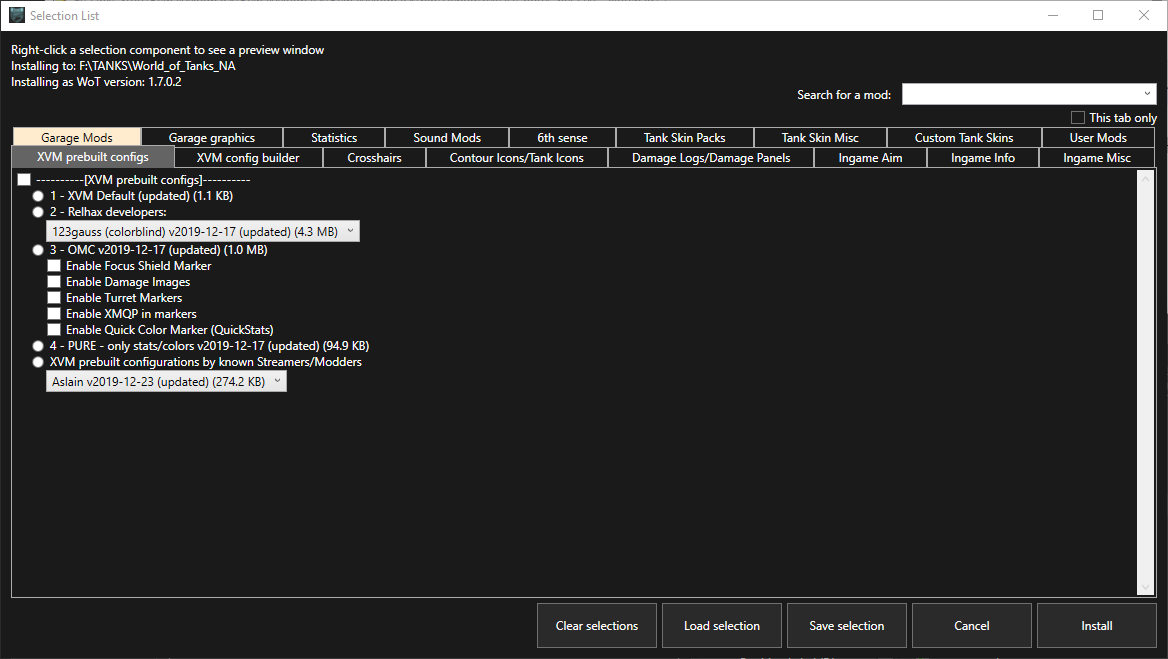 Selection List
Right-click a selection component to see a preview window
Installing to: F:\TANKS\World_of_Tanks_NA
Installing as WoT version: 1.7.0.2
Search for a mod:
This tab only
Garage Mods Garage graphics Statistics Sound Mods 6th sense Tank Skin Packs Tank Skin Misc Custom Tank Skins User Mods
XVM prebuilt configs XVM config builder Crosshairs Contour Icons/Tank Icons Damage Logs/Damage Panels Ingame Aim Ingame Info Ingame Misc
----------[XVM prebuilt configs]----------
1 - XVM Default (updated) (1.1 KB)
2 - Relhax developers:
123gauss (colorblind) v2019-12-17 (updated) (4.3 MB)
3 - OMC v2019-12-17 (updated) (1.0 MB)
Enable Focus Shield Marker
Enable Damage Images
Enable Turret Markers
Enable XMQP in markers
Enable Quick Color Marker (QuickStats)
4 - PURE - only stats/colors v2019-12-17 (updated) (94.9 KB)
XVM prebuilt configurations by known Streamers/Modders
Aslain v2019-12-23 (updated) (274.2 KB)
Clear selections Load selection Save selection Cancel Install